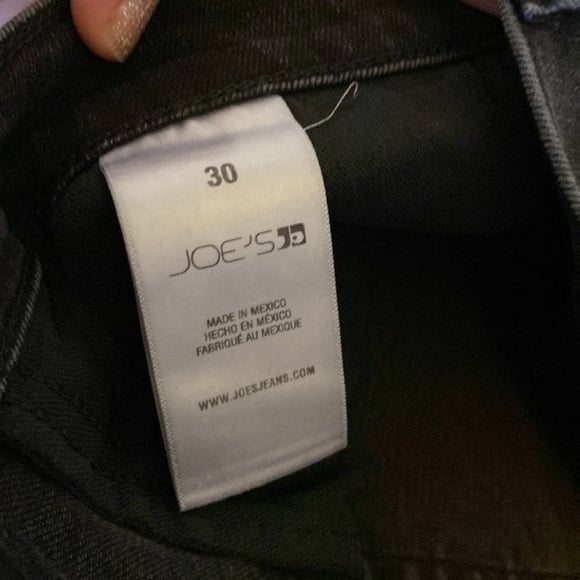 30
JOE'S
MADE IN MEXICO
HECHO EN MÉXICO
FABRIQUÉ AU MEXIQUE
WWW.JOESJEANS.COM